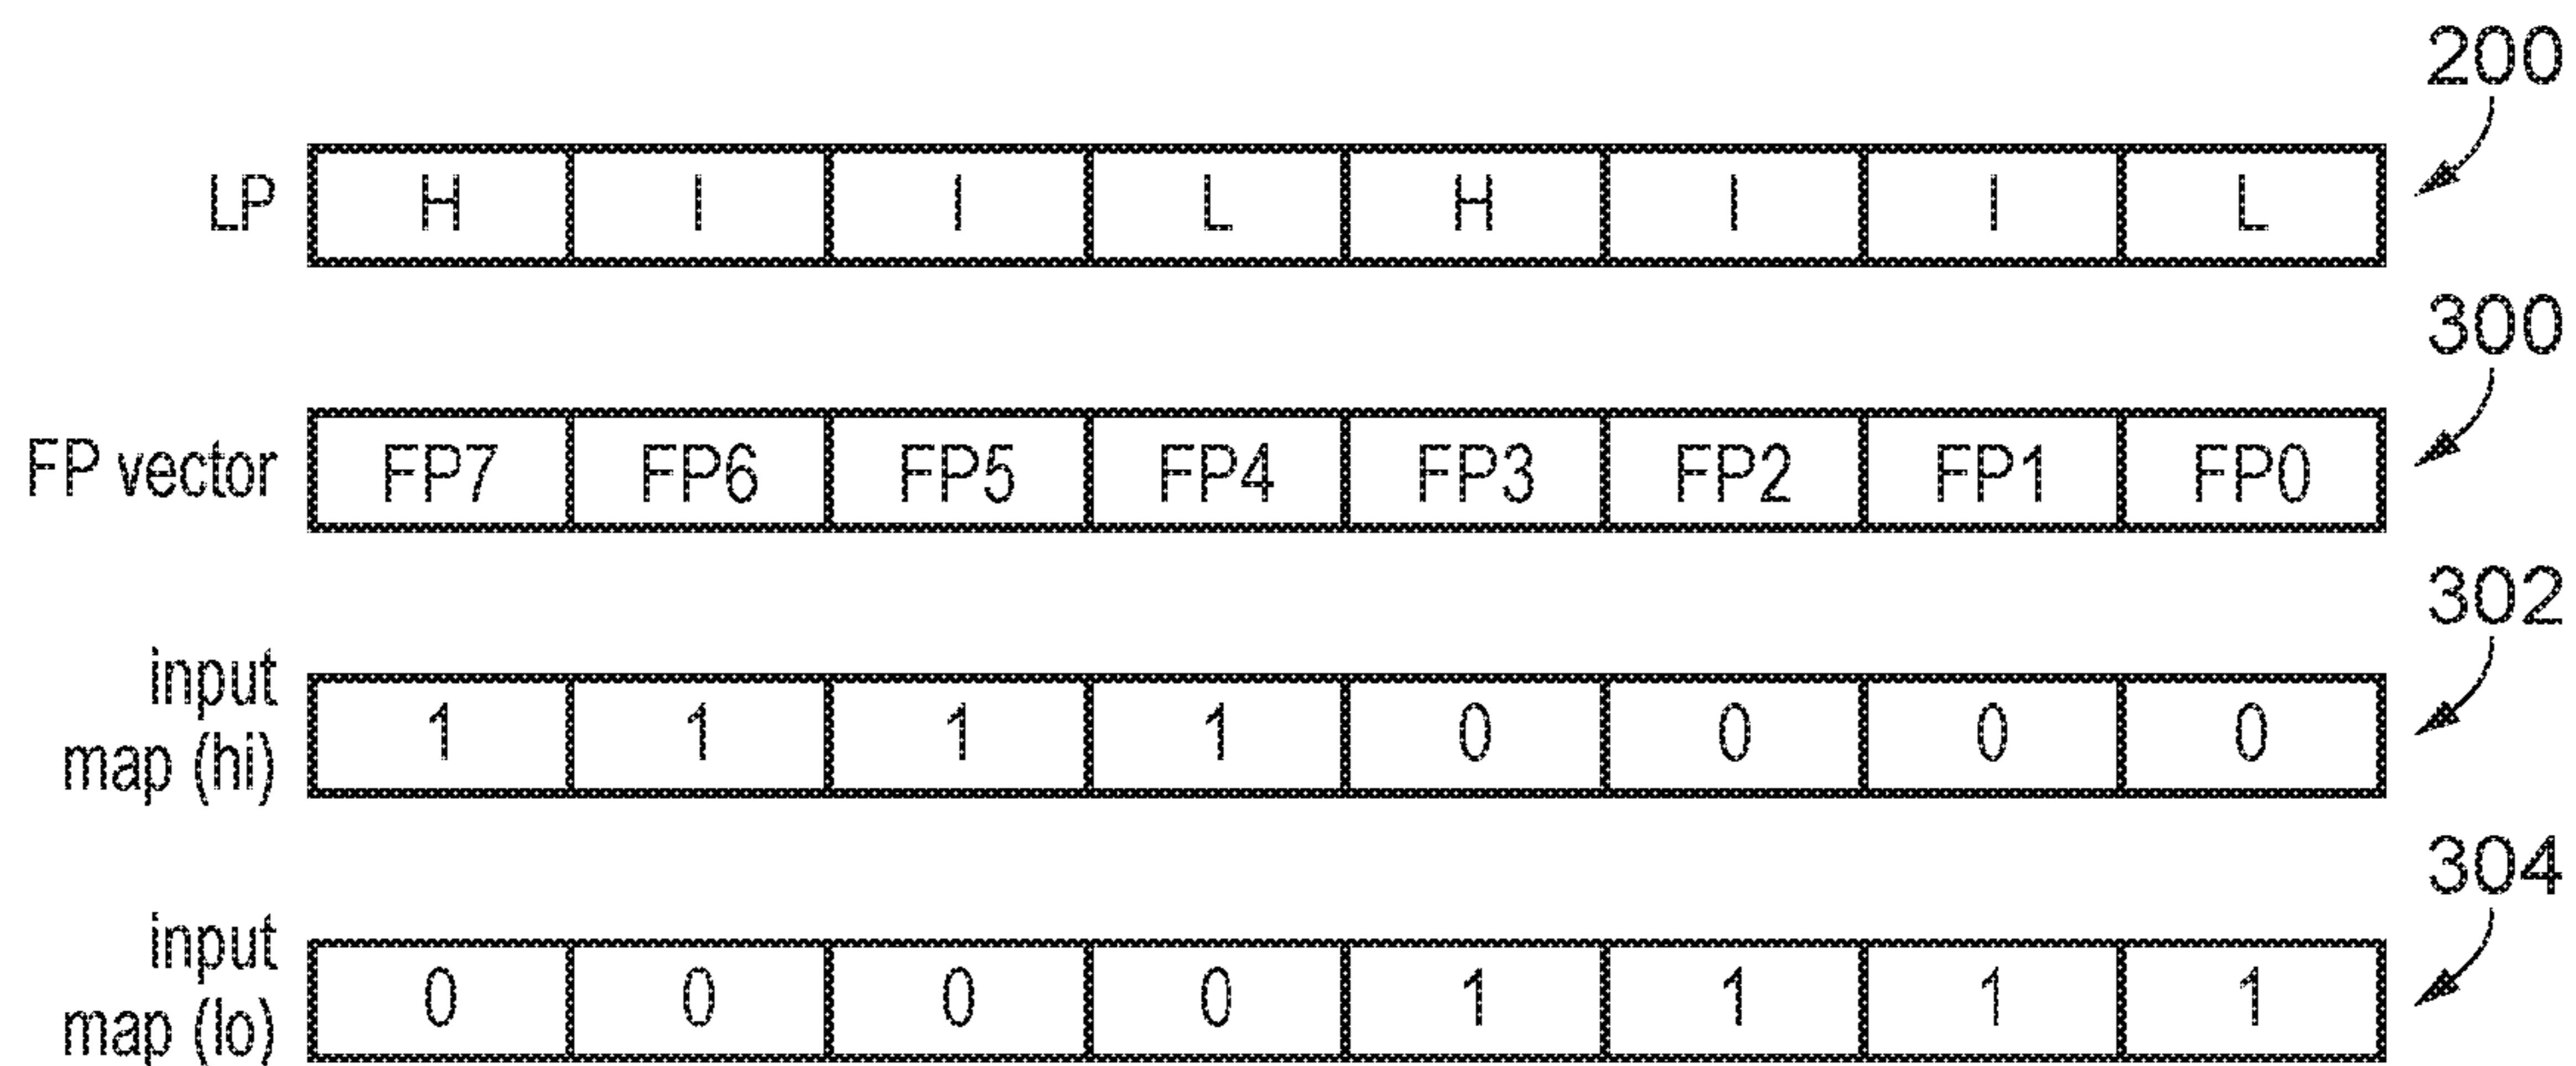 200
LP H I I L H I I L
300
FP vector FP7 FP6 FP5 FP4 FP3 FP2 FP1 FP0
302
input
map (hi) 1 1 1 1 0 0 0 0
304
input
map (lo) 0 0 0 0 1 1 1 1